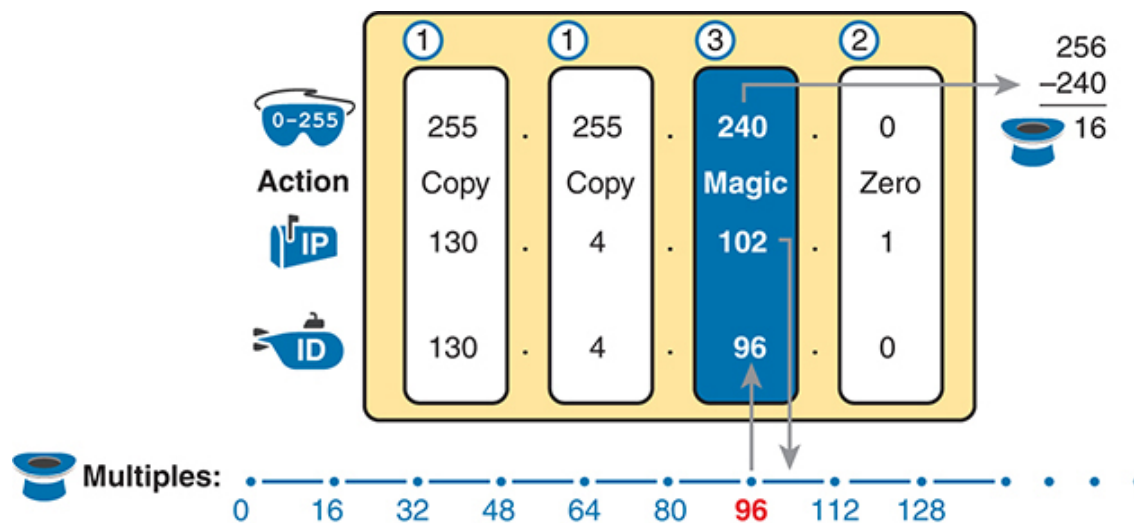 1 1 3 2
256
–240
16
0–255 255 . 255 . 240 . 0
Action Copy Copy Magic Zero
IP 130 . 4 . 102 . 1
ID 130 . 4 . 96 . 0
Multiples:
0 16 32 48 64 80 96 112 128